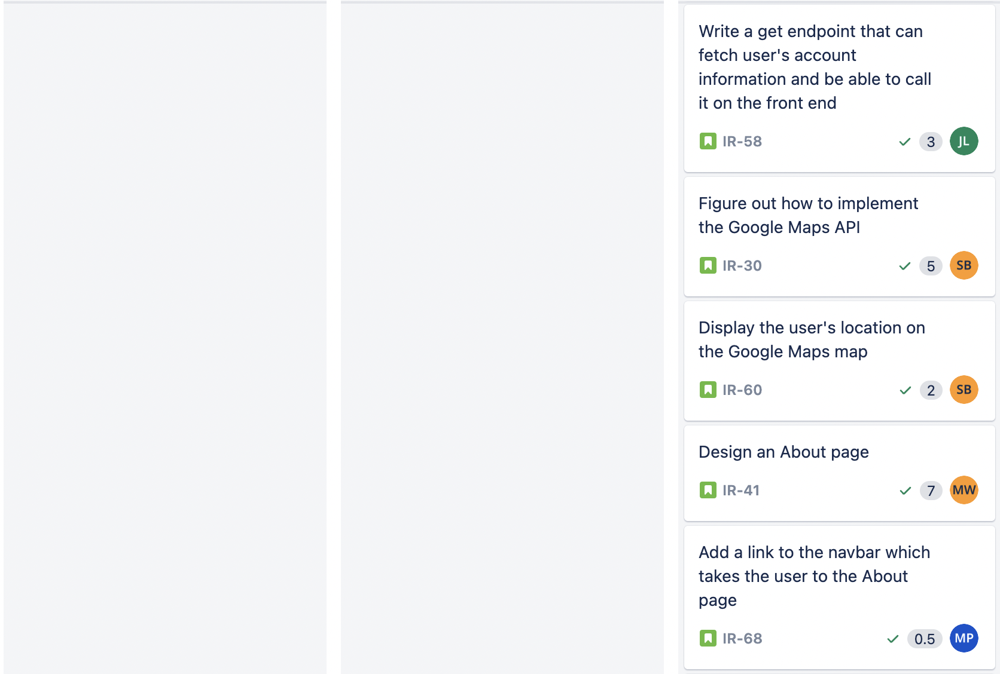 Write a get endpoint that can
fetch user's account
information and be able to call
it on the front end
IR-58 3 JL
Figure out how to implement
the Google Maps API
IR-30 5 SB
Display the user's location on
the Google Maps map
IR-60 2 SB
Design an About page
IR-41 7 MW
Add a link to the navbar which
takes the user to the About
page
IR-68 0.5 MP